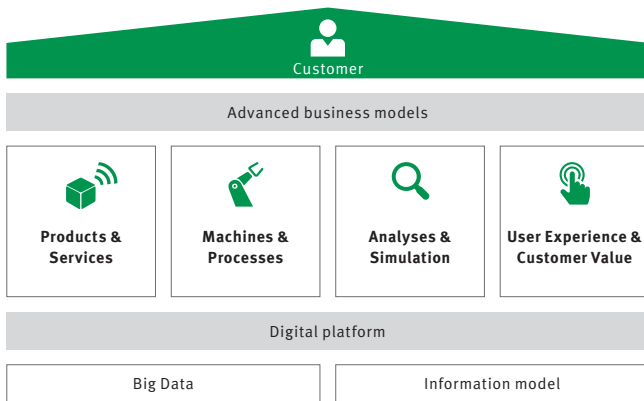 Customer
Advanced business models
Products &
Services
Machines &
Processes
Analyses &
Simulation
User Experience &
Customer Value
Digital platform
Big Data
Information model